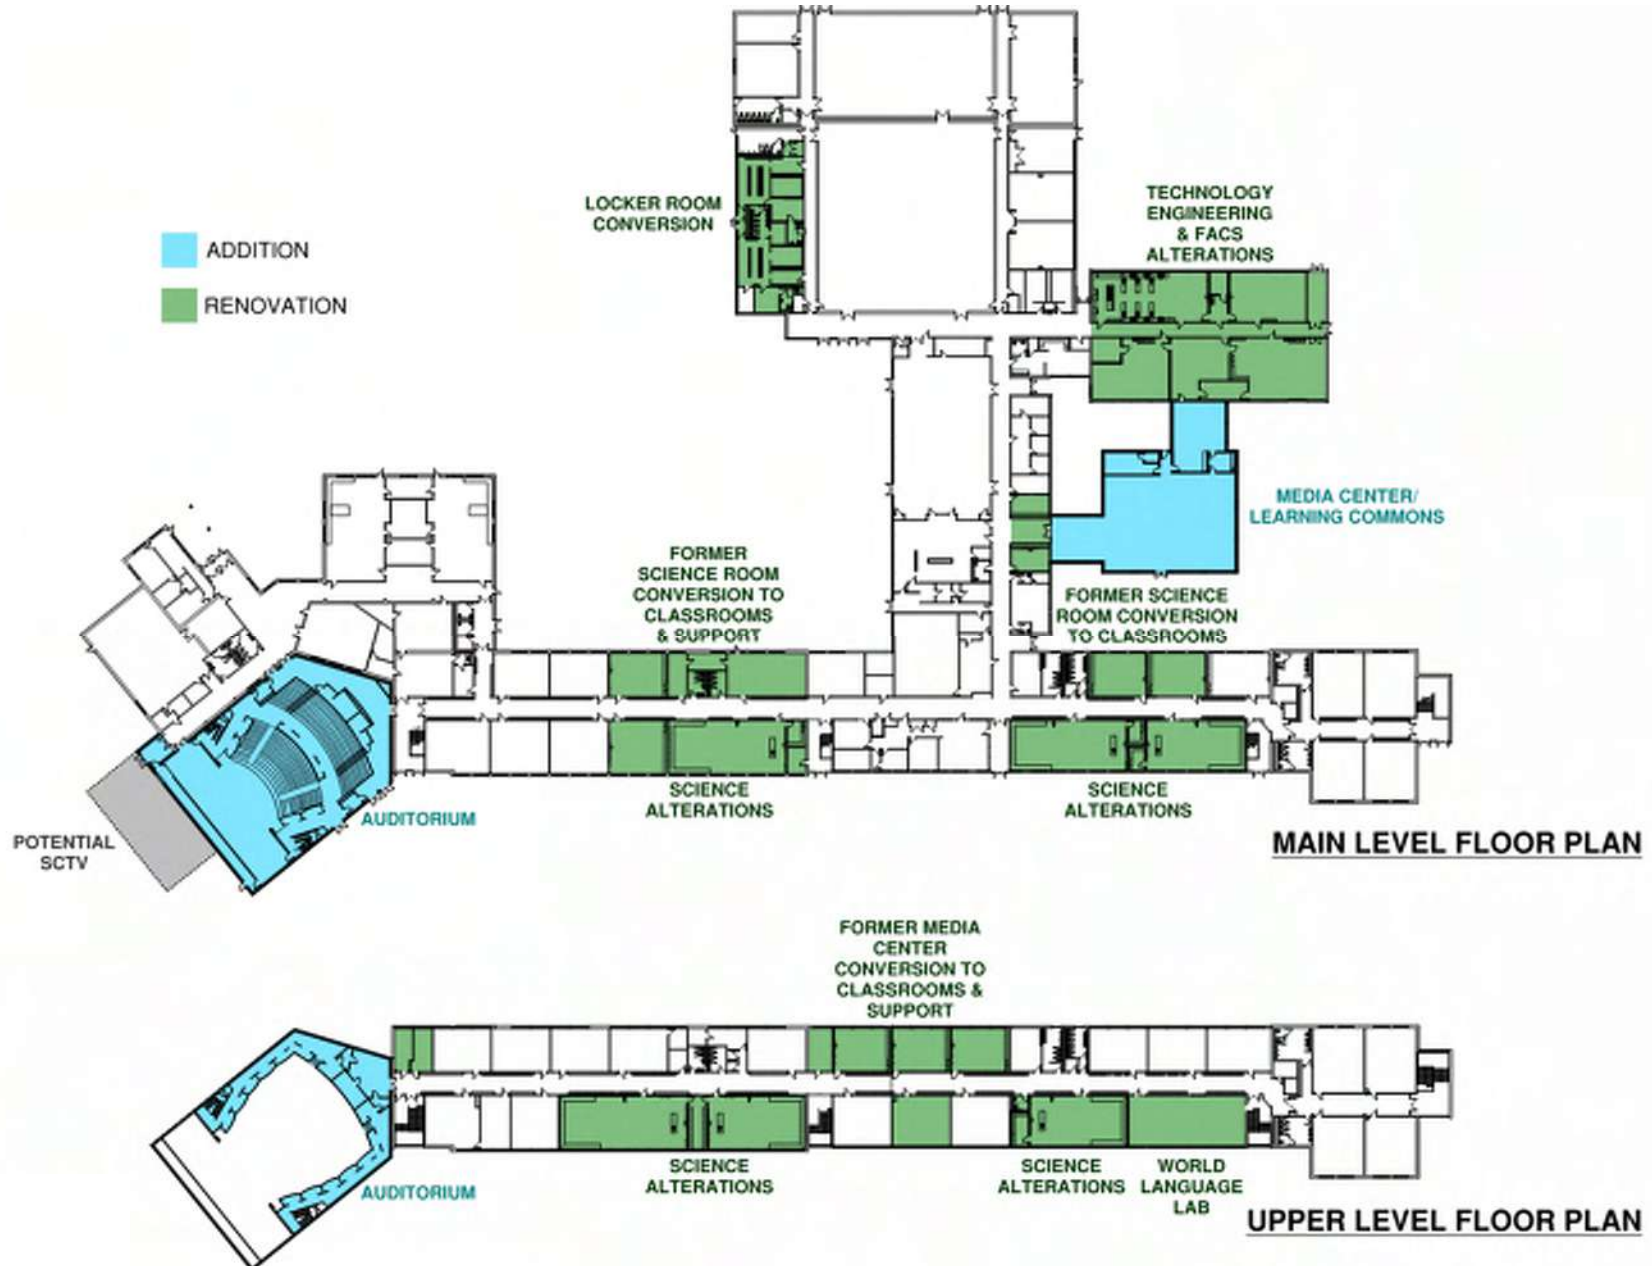 LOCKER ROOM
CONVERSION
TECHNOLOGY
ENGINEERING
& FACS
ALTERATIONS
ADDITION
RENOVATION
MEDIA CENTER/
LEARNING COMMONS
FORMER
SCIENCE ROOM
CONVERSION TO
CLASSROOMS
& SUPPORT
FORMER SCIENCE
ROOM CONVERSION
TO CLASSROOMS
SCIENCE
ALTERATIONS
SCIENCE
ALTERATIONS
AUDITORIUM
POTENTIAL
SCTV
MAIN LEVEL FLOOR PLAN
FORMER MEDIA
CENTER
CONVERSION TO
CLASSROOMS &
SUPPORT
SCIENCE
ALTERATIONS
SCIENCE
ALTERATIONS
WORLD
LANGUAGE
LAB
AUDITORIUM
UPPER LEVEL FLOOR PLAN